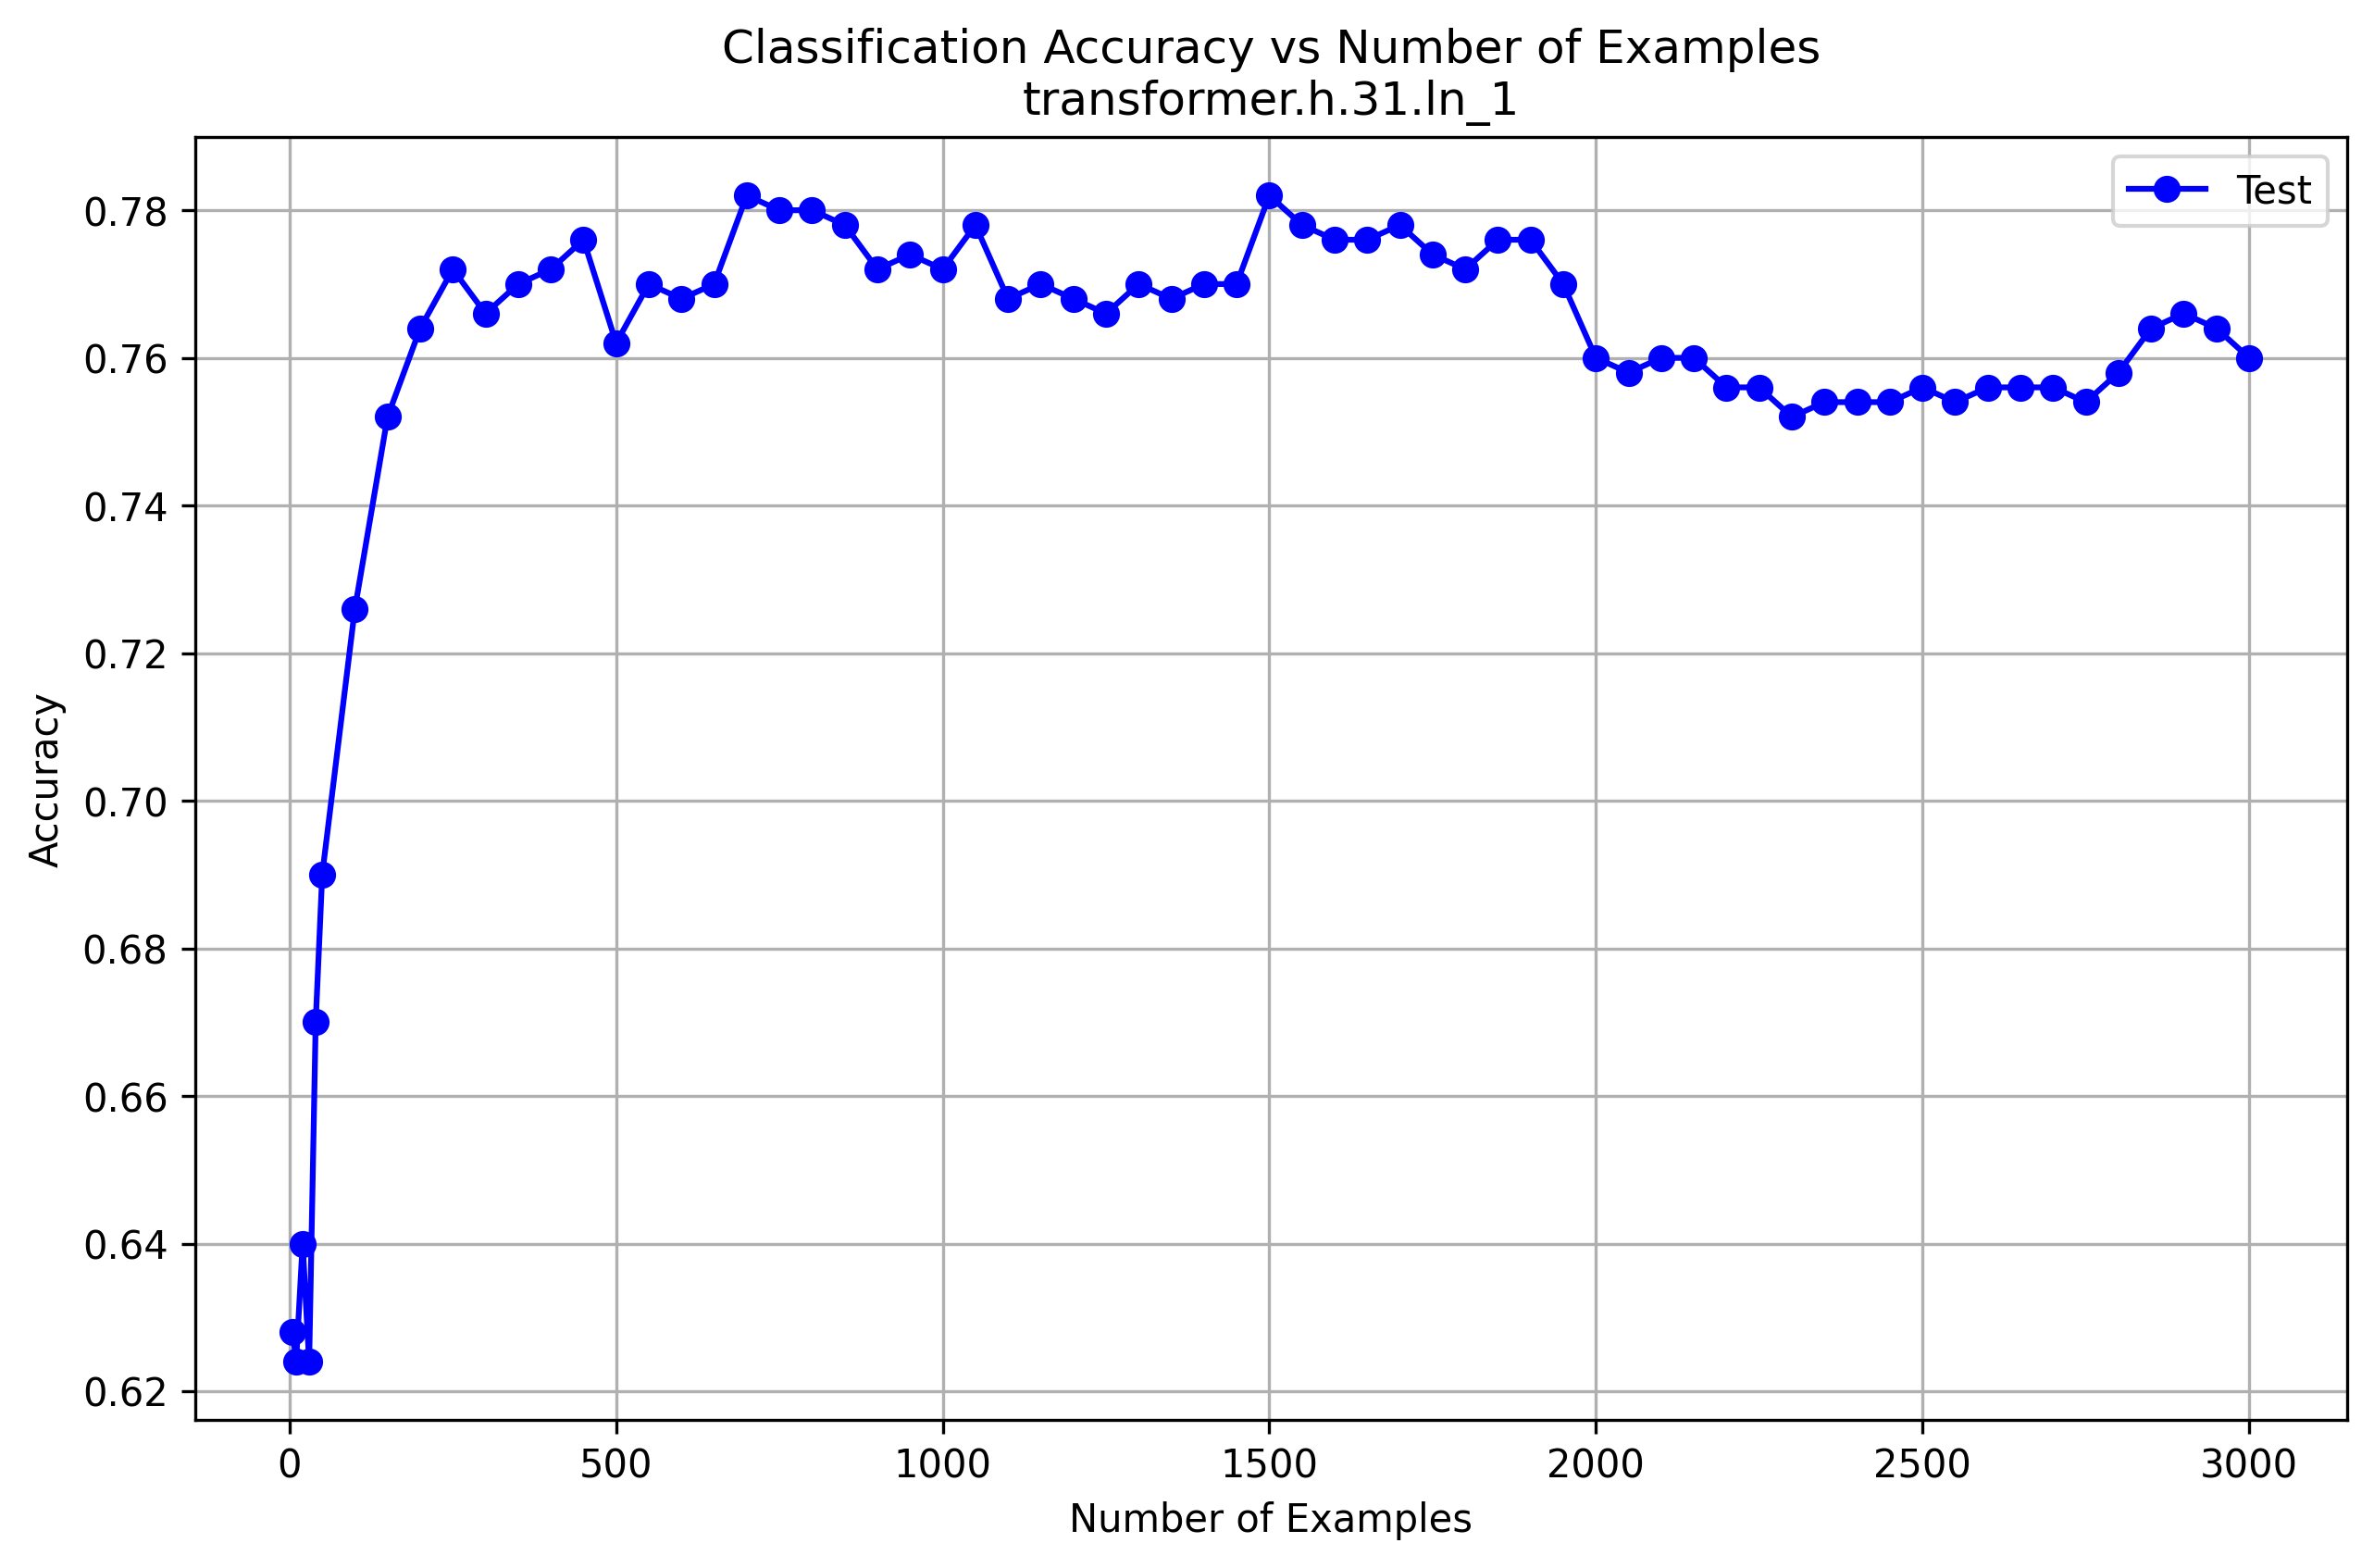 Classification Accuracy vs Number of Examples
transformer.h.31.ln_1
Test
0.78
0.76
0.74
0.72
0.70
0.68
0.66
0.64
0.62
Accuracy
0 500 1000 1500 2000 2500 3000
Number of Examples